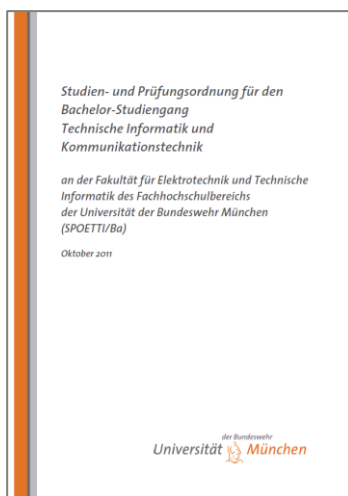 Studien- und Prüfungsordnung für den
Bachelor-Studiengang
Technische Informatik und
Kommunikationstechnik
an der Fakultät für Elektrotechnik und Technische
Informatik des Fachhochschulbereichs
der Universität der Bundeswehr München
(SPOETTI/Ba)
Oktober 2011
der Bundeswehr
Universität München